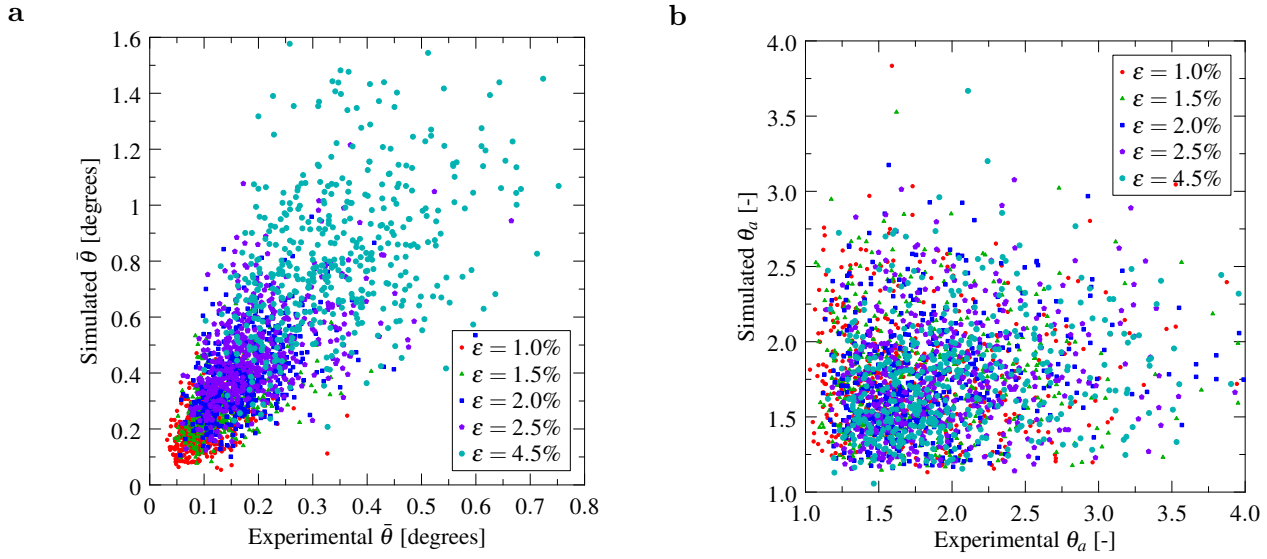 a
1.6
1.4
1.2
1
0.8
0.6
0.4
0.2
0
0 0.1 0.2 0.3 0.4 0.5 0.6 0.7 0.8
Simulated θ̄ [degrees]
Experimental θ̄ [degrees]
ε = 1.0%
ε = 1.5%
ε = 2.0%
ε = 2.5%
ε = 4.5%
b
4.0
3.5
3.0
2.5
2.0
1.5
1.0
1.0 1.5 2.0 2.5 3.0 3.5 4.0
Simulated θₐ [-]
Experimental θₐ [-]
ε = 1.0%
ε = 1.5%
ε = 2.0%
ε = 2.5%
ε = 4.5%